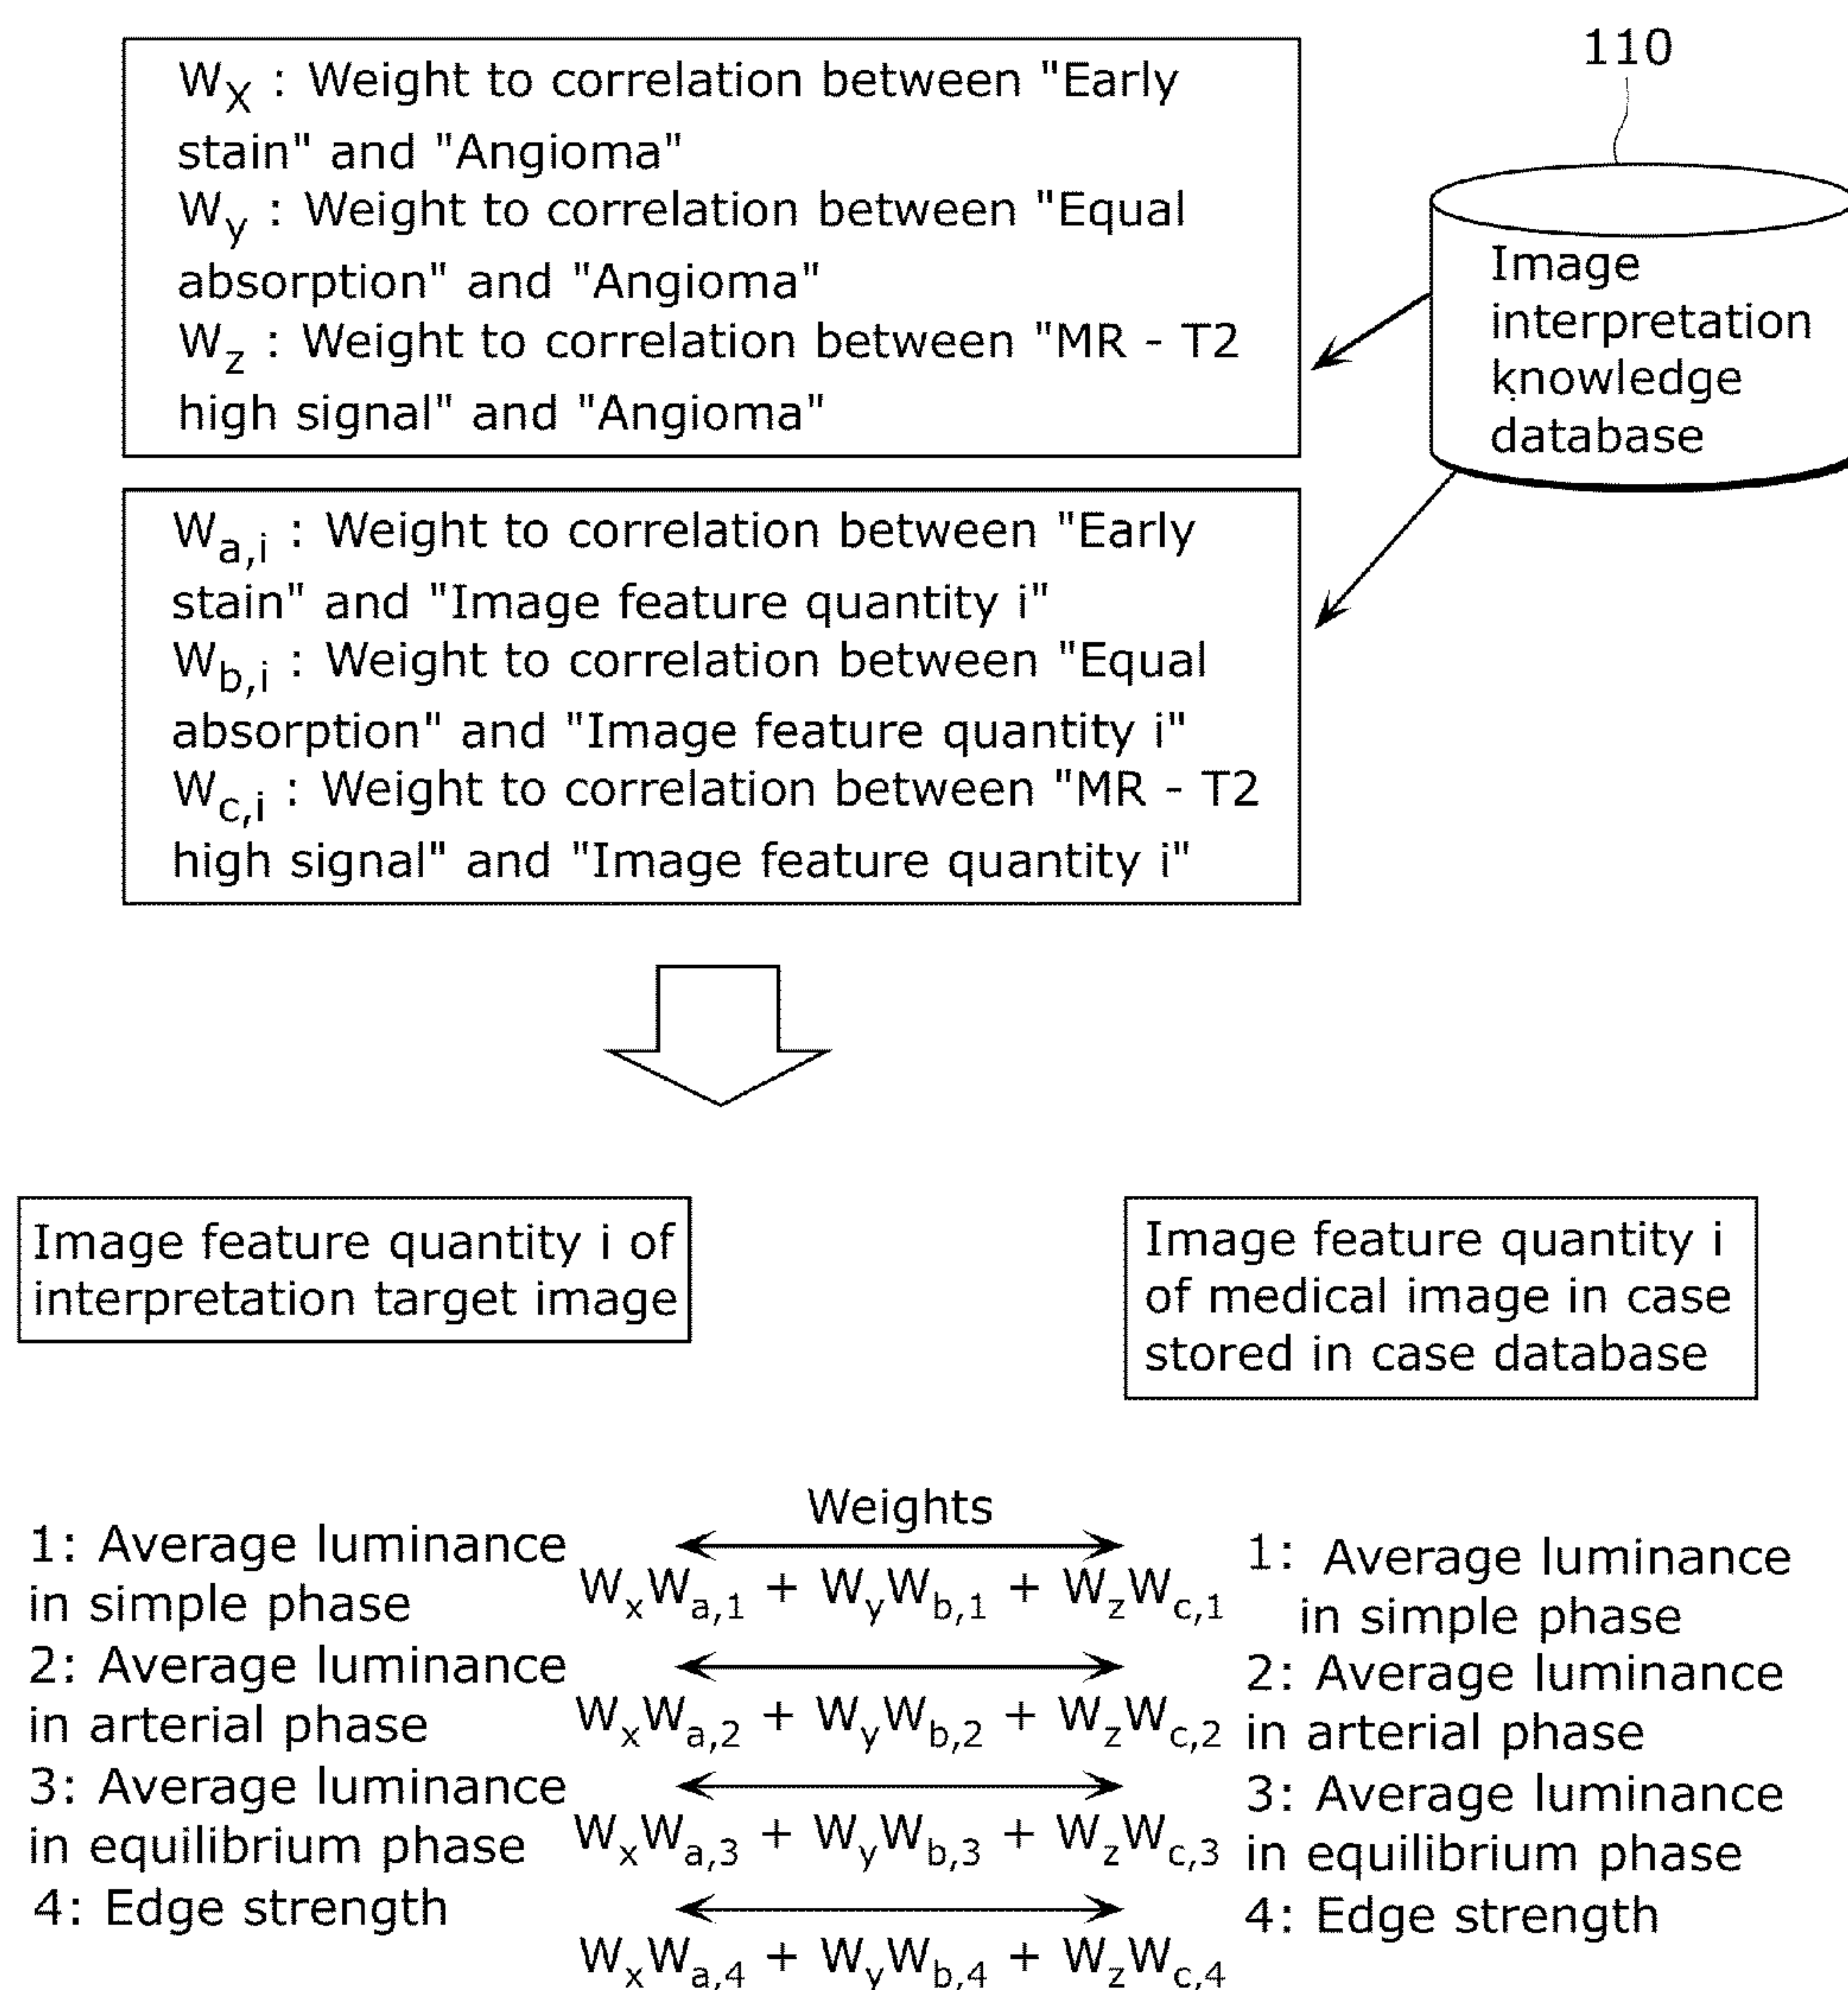 110
W_X : Weight to correlation between "Early
stain" and "Angioma"
W_y : Weight to correlation between "Equal
absorption" and "Angioma"
W_z : Weight to correlation between "MR - T2
high signal" and "Angioma"
Image
interpretation
knowledge
database
W_a,i : Weight to correlation between "Early
stain" and "Image feature quantity i"
W_b,i : Weight to correlation between "Equal
absorption" and "Image feature quantity i"
W_c,i : Weight to correlation between "MR - T2
high signal" and "Image feature quantity i"
Image feature quantity i of
interpretation target image
Image feature quantity i
of medical image in case
stored in case database
Weights
1: Average luminance
in simple phase
W_xW_a,1 + W_yW_b,1 + W_zW_c,1
1: Average luminance
in simple phase
2: Average luminance
in arterial phase
W_xW_a,2 + W_yW_b,2 + W_zW_c,2
2: Average luminance
in arterial phase
3: Average luminance
in equilibrium phase
W_xW_a,3 + W_yW_b,3 + W_zW_c,3
3: Average luminance
in equilibrium phase
4: Edge strength
W_xW_a,4 + W_yW_b,4 + W_zW_c,4
4: Edge strength